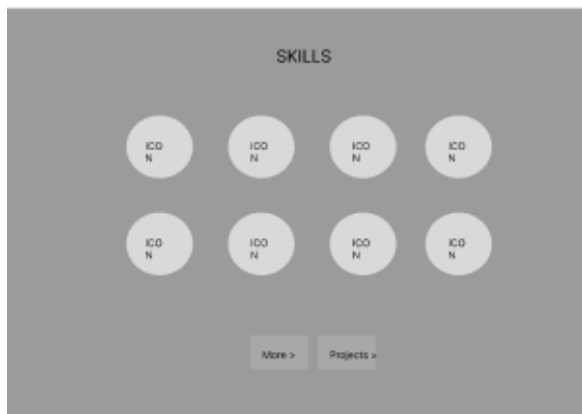 SKILLS
ICO ICO ICO ICO
N N N N
ICO ICO ICO ICO
N N N N
More > Projects >